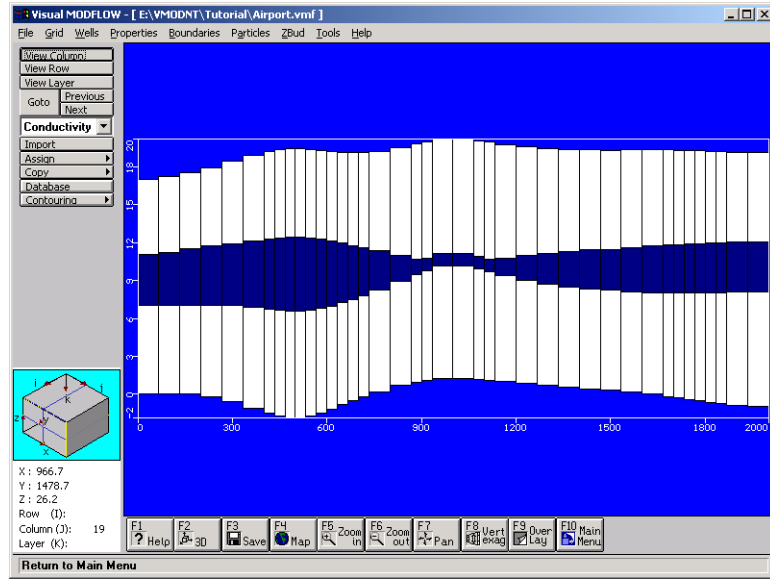 Visual MODFLOW - [ E:\VMODNT\Tutorial\Airport.vmf ]
File Grid Wells Properties Boundaries Particles ZBud Tools Help
View Column
View Row
View Layer
Goto Previous
Next
Conductivity
Import
Assign
Copy
Database
Contouring
20
18
15
12
9
6
3
0
-2
0 300 600 900 1200 1500 1800 2000
i j
k
z y
x
X : 966.7
Y : 1478.7
Z : 26.2
Row (I):
Column (J): 19
Layer (K):
F1 Help F2 3D F3 Save F4 Map F5 Zoom in F6 Zoom out F7 Pan F8 Vert exag F9 Over Lay F10 Main Menu
Return to Main Menu